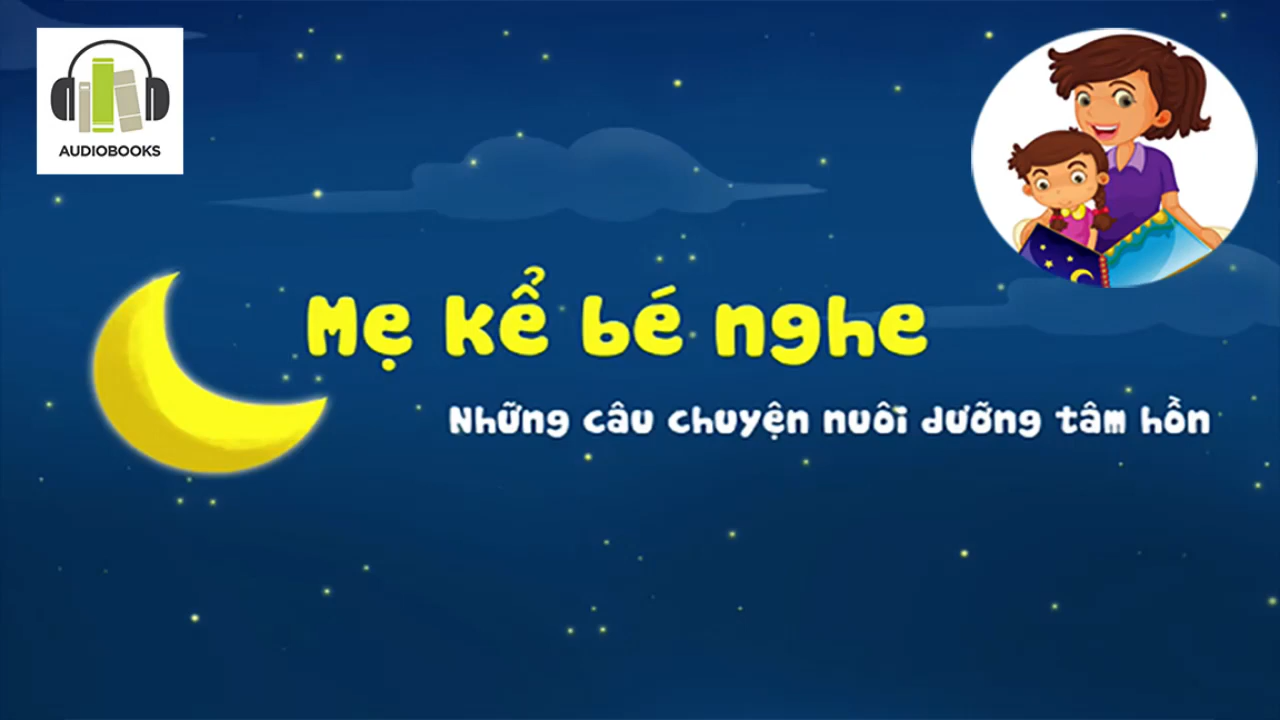 AUDIOBOOKS
Mẹ kể bé nghe
Những câu chuyện nuôi dưỡng tâm hồn